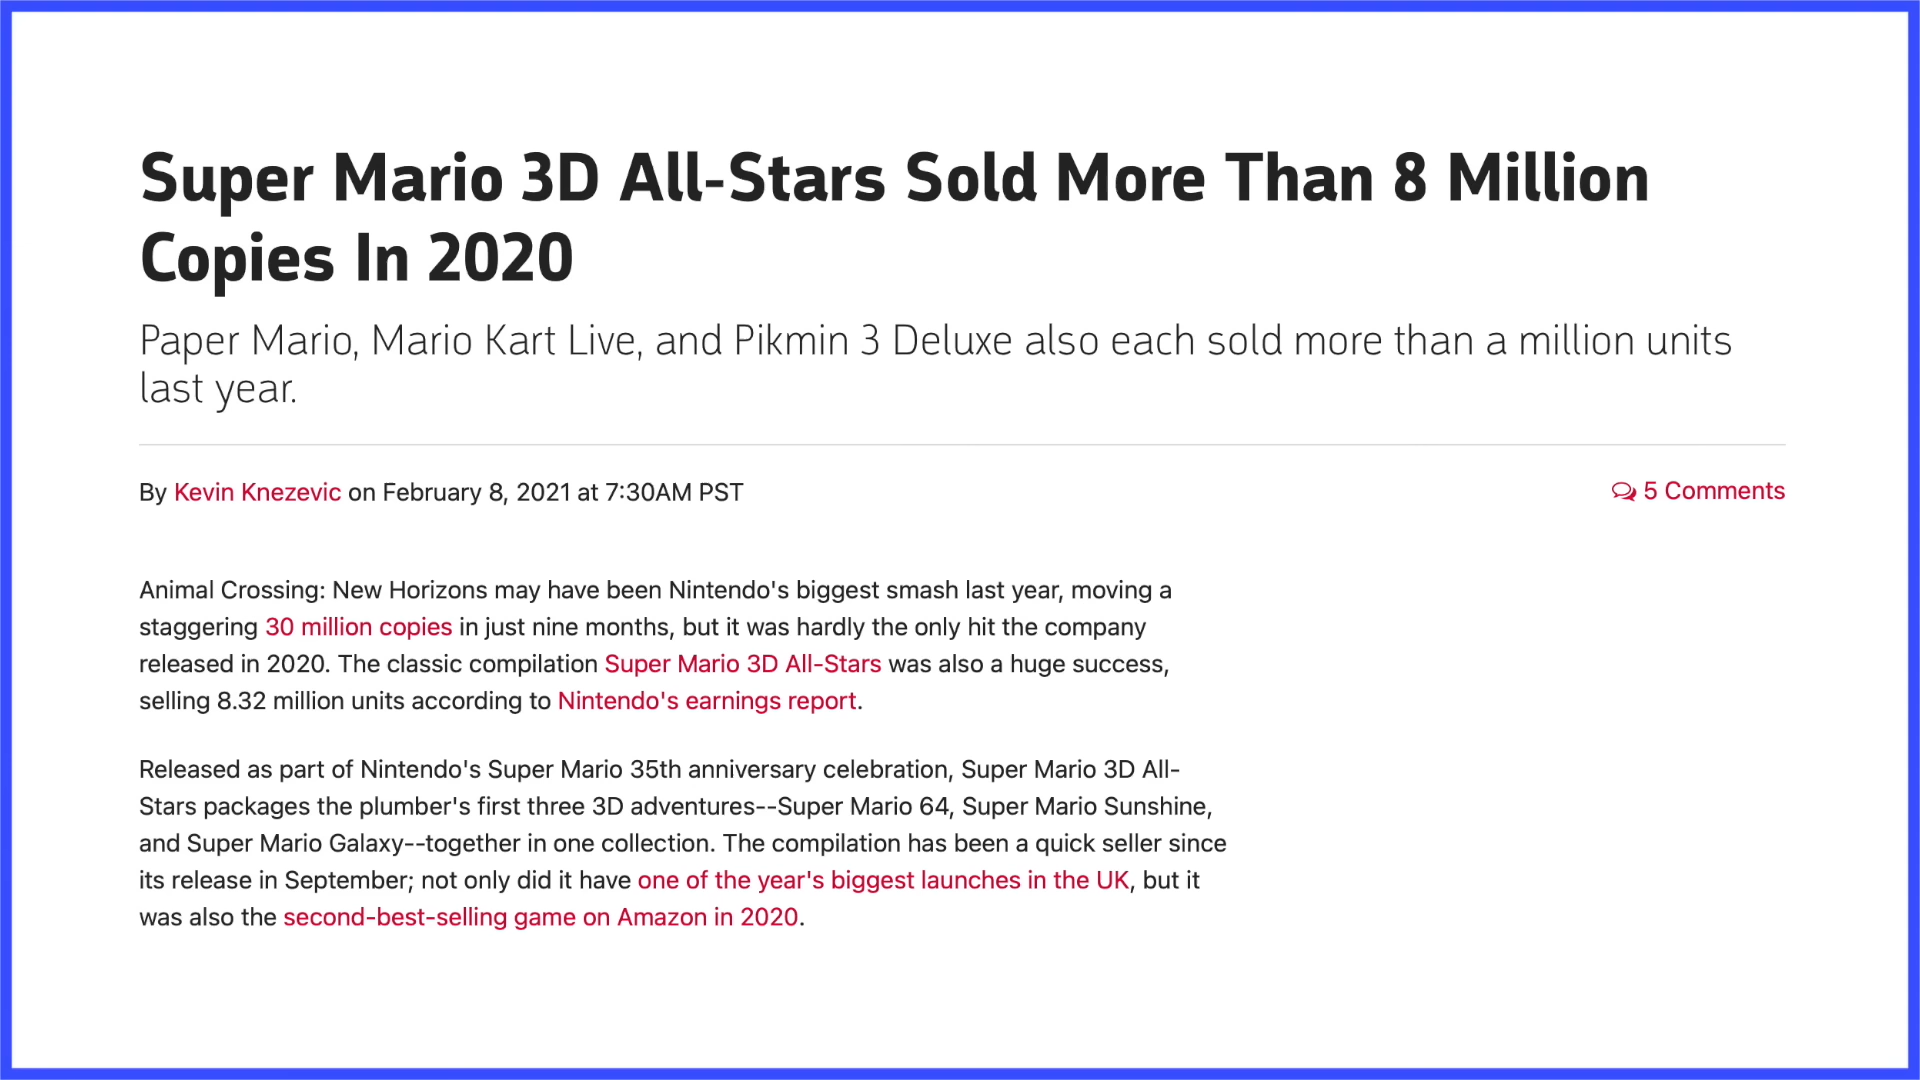 Super Mario 3D All-Stars Sold More Than 8 Million
Copies In 2020
Paper Mario, Mario Kart Live, and Pikmin 3 Deluxe also each sold more than a million units
last year.
By Kevin Knezevic on February 8, 2021 at 7:30AM PST
5 Comments
Animal Crossing: New Horizons may have been Nintendo's biggest smash last year, moving a
staggering 30 million copies in just nine months, but it was hardly the only hit the company
released in 2020. The classic compilation Super Mario 3D All-Stars was also a huge success,
selling 8.32 million units according to Nintendo's earnings report.
Released as part of Nintendo's Super Mario 35th anniversary celebration, Super Mario 3D All-
Stars packages the plumber's first three 3D adventures--Super Mario 64, Super Mario Sunshine,
and Super Mario Galaxy--together in one collection. The compilation has been a quick seller since
its release in September; not only did it have one of the year's biggest launches in the UK, but it
was also the second-best-selling game on Amazon in 2020.